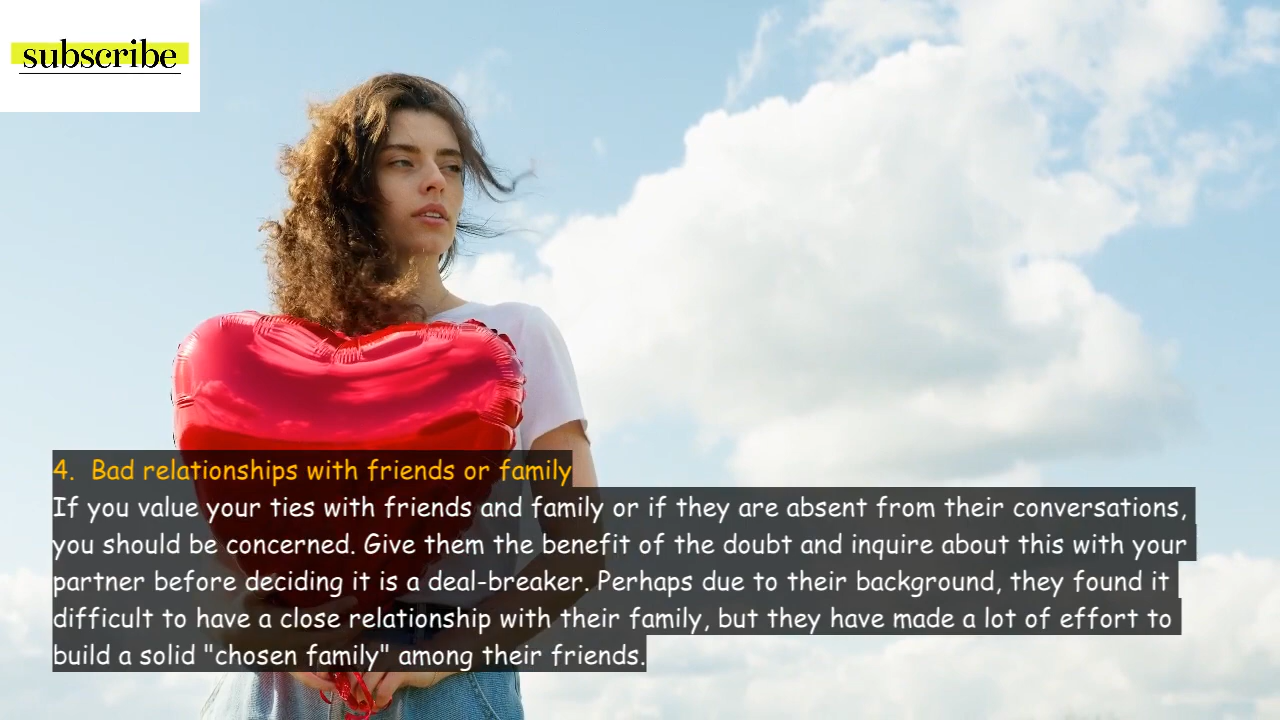 subscribe
4. Bad relationships with friends or family
If you value your ties with friends and family or if they are absent from their conversations,
you should be concerned. Give them the benefit of the doubt and inquire about this with your
partner before deciding it is a deal-breaker. Perhaps due to their background, they found it
difficult to have a close relationship with their family, but they have made a lot of effort to
build a solid "chosen family" among their friends.